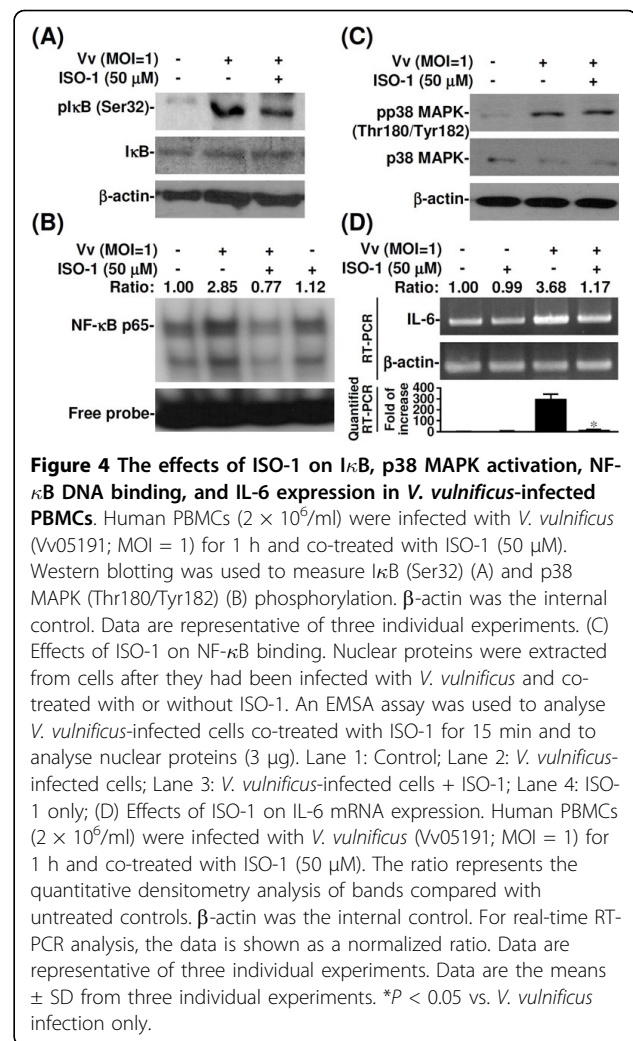 (A)
Vv (MOI=1) - + +
ISO-1 (50 μM) - - +
pIκB (Ser32)-
IκB-
β-actin-
(B)
Vv (MOI=1) - + + -
ISO-1 (50 μM) - - + +
Ratio: 1.00 2.85 0.77 1.12
NF-κB p65
Free probe-
(C)
Vv (MOI=1) - + +
ISO-1 (50 μM) - - +
pp38 MAPK-
(Thr180/Tyr182)
p38 MAPK-
β-actin-
(D)
Vv (MOI=1) - - + +
ISO-1 (50 μM) - + - +
Ratio: 1.00 0.99 3.68 1.17
RT-PCR
IL-6-
β-actin-
Quantified
RT-PCR
Fold of
increase
400
300
200
100
0
*
Figure 4 The effects of ISO-1 on IκB, p38 MAPK activation, NF-
κB DNA binding, and IL-6 expression in V. vulnificus-infected
PBMCs. Human PBMCs (2 × 10⁶/ml) were infected with V. vulnificus
(Vv05191; MOI = 1) for 1 h and co-treated with ISO-1 (50 μM).
Western blotting was used to measure IκB (Ser32) (A) and p38
MAPK (Thr180/Tyr182) (B) phosphorylation. β-actin was the internal
control. Data are representative of three individual experiments. (C)
Effects of ISO-1 on NF-κB binding. Nuclear proteins were extracted
from cells after they had been infected with V. vulnificus and co-
treated with or without ISO-1. An EMSA assay was used to analyse
V. vulnificus-infected cells co-treated with ISO-1 for 15 min and to
analyse nuclear proteins (3 μg). Lane 1: Control; Lane 2: V. vulnificus-
infected cells; Lane 3: V. vulnificus-infected cells + ISO-1; Lane 4: ISO-
1 only; (D) Effects of ISO-1 on IL-6 mRNA expression. Human PBMCs
(2 × 10⁶/ml) were infected with V. vulnificus (Vv05191; MOI = 1) for
1 h and co-treated with ISO-1 (50 μM). The ratio represents the
quantitative densitometry analysis of bands compared with
untreated controls. β-actin was the internal control. For real-time RT-
PCR analysis, the data is shown as a normalized ratio. Data are
representative of three individual experiments. Data are the means
± SD from three individual experiments. *P < 0.05 vs. V. vulnificus
infection only.